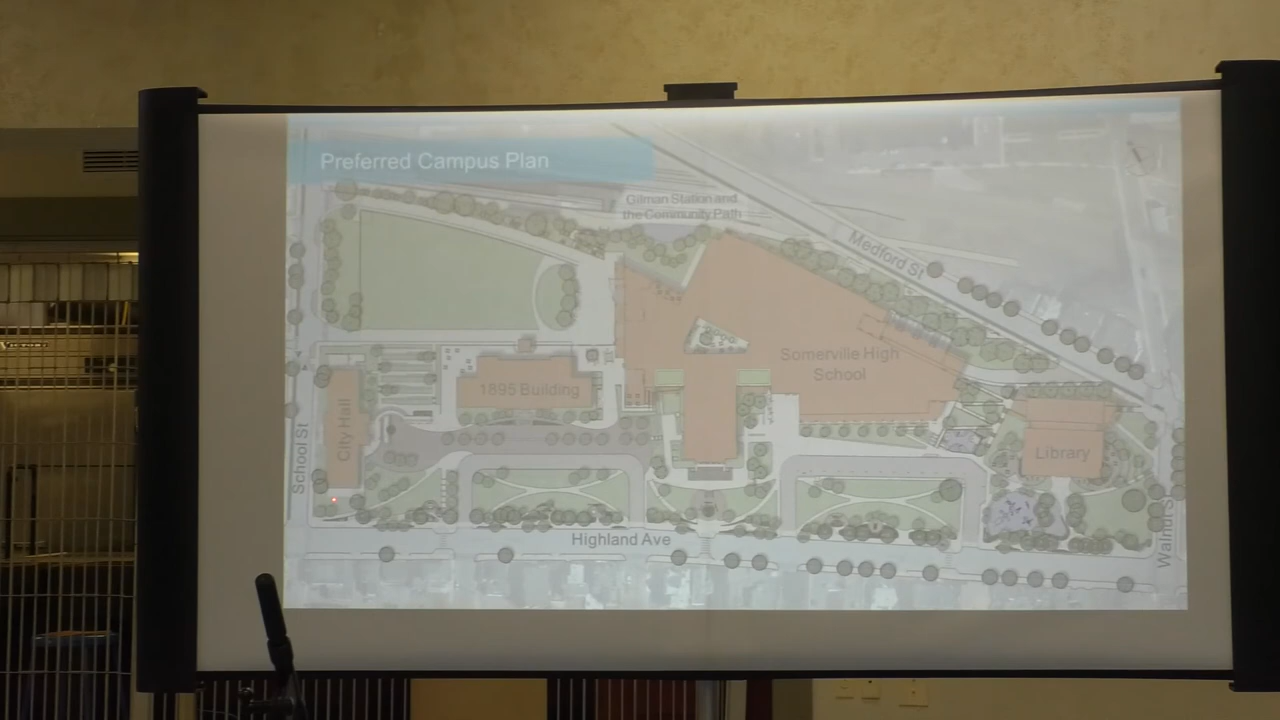 Preferred Campus Plan
Gilman Station and
the Community Path
Medford St
Somerville High
School
1895 Building
City Hall
School St
Library
Highland Ave
Walnut St